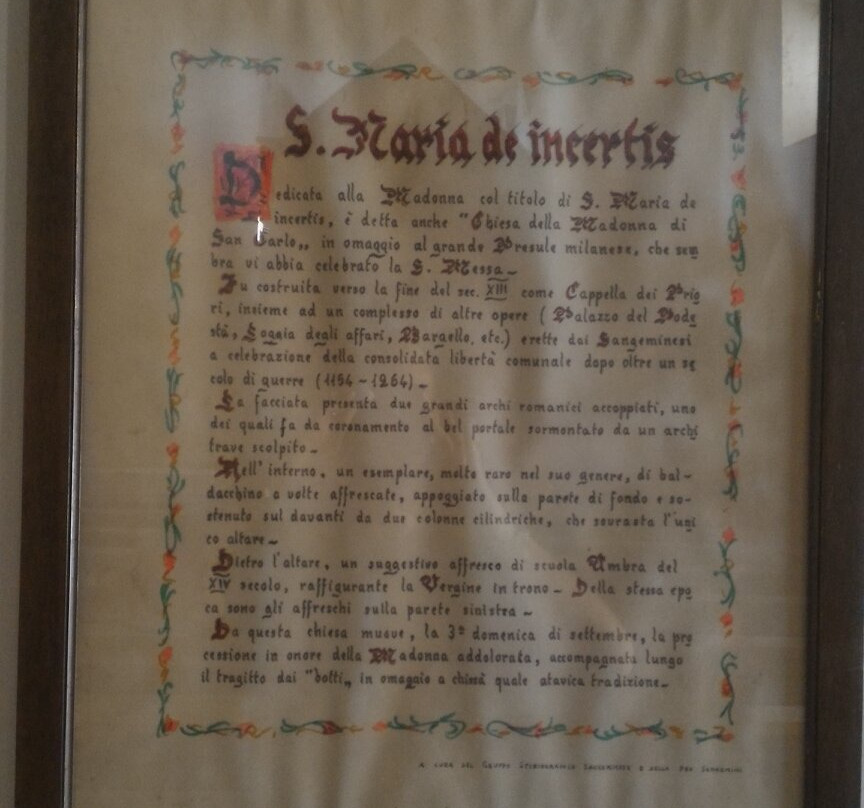 S. Maria de incertis
Dedicata alla Madonna col titolo di S. Maria de
incertis, è detta anche "Chiesa della Madonna di
San Carlo„ in omaggio al grande Presule milanese, che sem
bra vi abbia celebrato la S. Messa~
Fu costruita verso la fine del sec. XIII come Cappella dei Prio
ri, insieme ad un complesso di altre opere ( Palazzo del Pode
stà, Loggia degli affari, Bargello, etc.) erette dai Sangeminesi
a celebrazione della consolidata libertà comunale dopo oltre un se
colo di guerre (1154~1264)~
La facciata presenta due grandi archi romanici accoppiati, uno
dei quali fa da coronamento al bel portale sormontato da un archi
trave scolpito~
Nell'interno, un esemplare, molto raro nel suo genere, di bal-
dacchino a volte affrescate, appoggiato sulla parete di fondo e so-
stenuto sul davanti da due colonne cilindriche, che sovrasta l'uni
co altare~
Dietro l'altare, un suggestivo affresco di scuola Umbra del
XIV secolo, raffigurante la Vergine in trono~ Della stessa epo
ca sono gli affreschi sulla parete sinistra~
Da questa chiesa muove, la 3ª domenica di settembre, la pro
cessione in onore della Madonna addolorata, accompagnata lungo
il tragitto dai "botti„ in omaggio a chissà quale atavica tradizione~
A cura del Gruppo